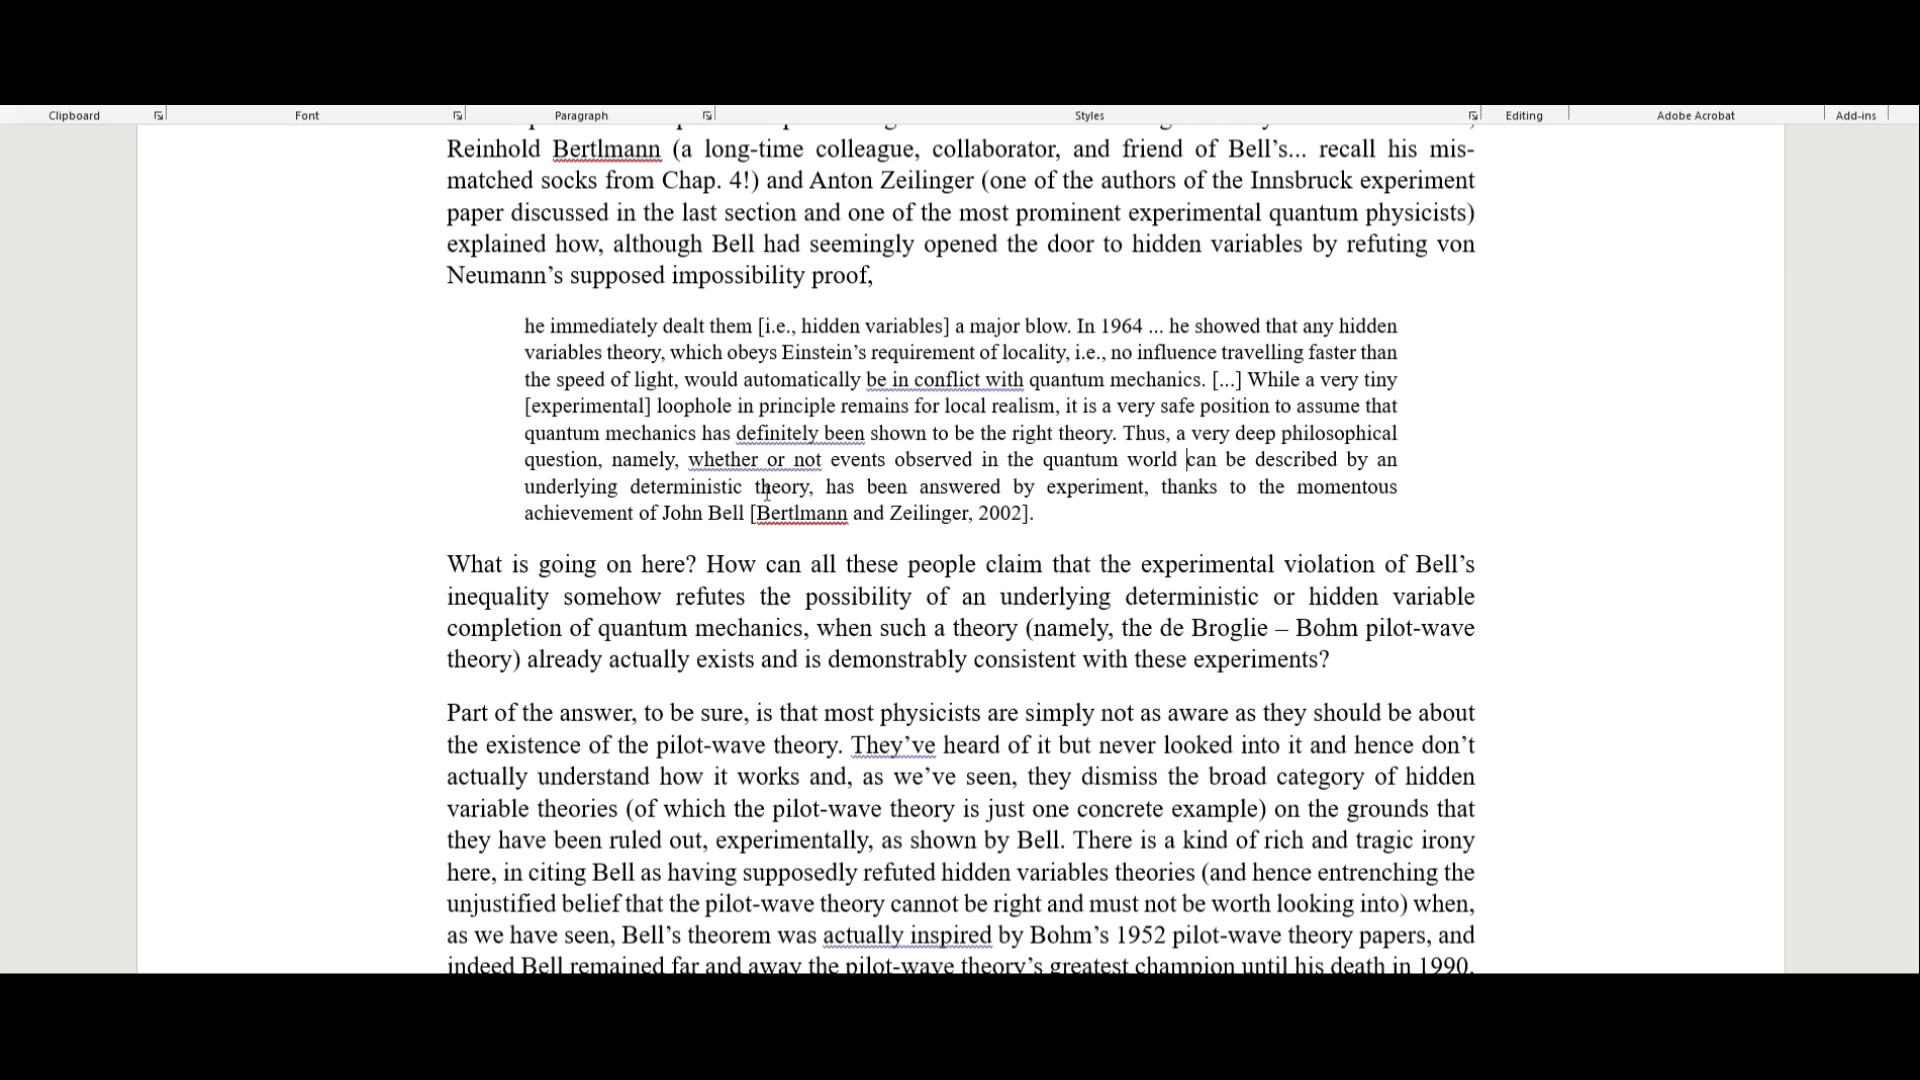 Clipboard Font Paragraph Styles Editing Adobe Acrobat Add-ins
Reinhold Bertlmann (a long-time colleague, collaborator, and friend of Bell’s... recall his mis-
matched socks from Chap. 4!) and Anton Zeilinger (one of the authors of the Innsbruck experiment
paper discussed in the last section and one of the most prominent experimental quantum physicists)
explained how, although Bell had seemingly opened the door to hidden variables by refuting von
Neumann’s supposed impossibility proof,
he immediately dealt them [i.e., hidden variables] a major blow. In 1964 ... he showed that any hidden
variables theory, which obeys Einstein’s requirement of locality, i.e., no influence travelling faster than
the speed of light, would automatically be in conflict with quantum mechanics. [...] While a very tiny
[experimental] loophole in principle remains for local realism, it is a very safe position to assume that
quantum mechanics has definitely been shown to be the right theory. Thus, a very deep philosophical
question, namely, whether or not events observed in the quantum world can be described by an
underlying deterministic theory, has been answered by experiment, thanks to the momentous
achievement of John Bell [Bertlmann and Zeilinger, 2002].
What is going on here? How can all these people claim that the experimental violation of Bell’s
inequality somehow refutes the possibility of an underlying deterministic or hidden variable
completion of quantum mechanics, when such a theory (namely, the de Broglie – Bohm pilot-wave
theory) already actually exists and is demonstrably consistent with these experiments?
Part of the answer, to be sure, is that most physicists are simply not as aware as they should be about
the existence of the pilot-wave theory. They’ve heard of it but never looked into it and hence don’t
actually understand how it works and, as we’ve seen, they dismiss the broad category of hidden
variable theories (of which the pilot-wave theory is just one concrete example) on the grounds that
they have been ruled out, experimentally, as shown by Bell. There is a kind of rich and tragic irony
here, in citing Bell as having supposedly refuted hidden variables theories (and hence entrenching the
unjustified belief that the pilot-wave theory cannot be right and must not be worth looking into) when,
as we have seen, Bell’s theorem was actually inspired by Bohm’s 1952 pilot-wave theory papers, and
indeed Bell remained far and away the pilot-wave theory’s greatest champion until his death in 1990.